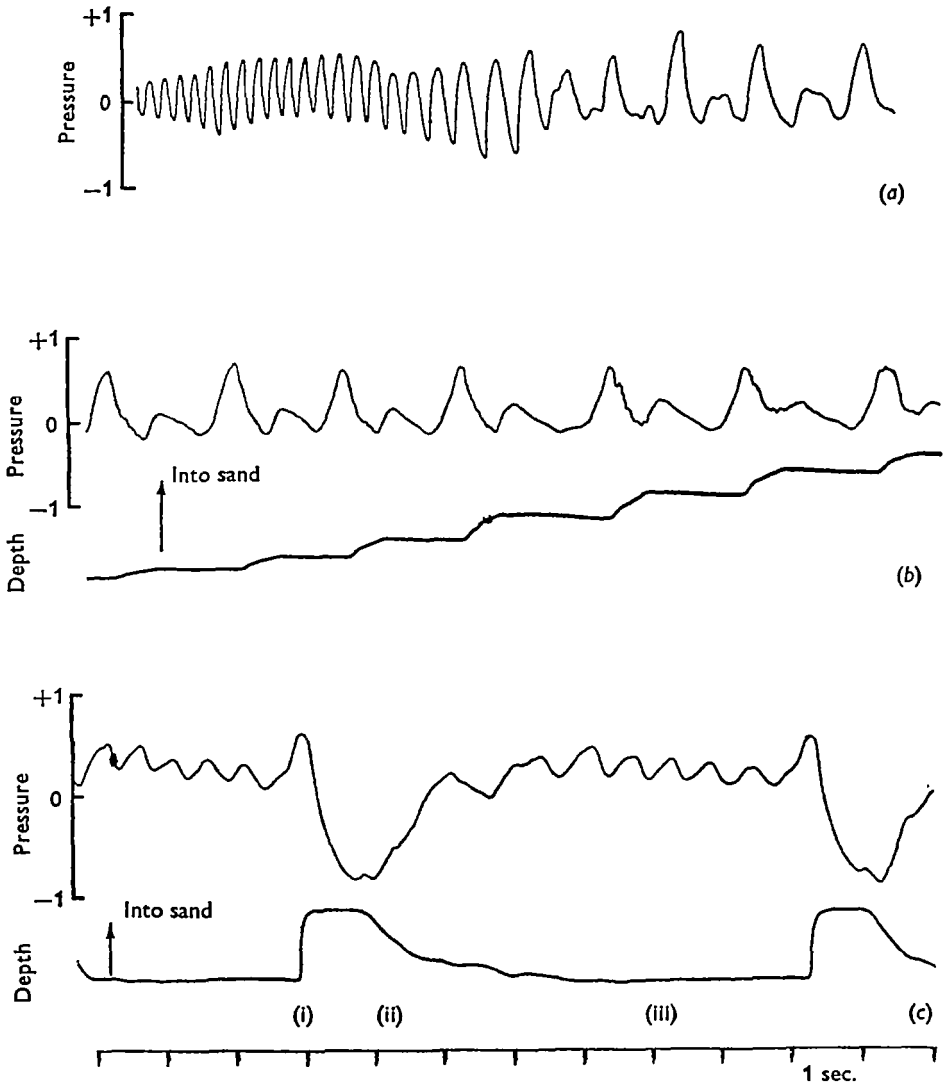 +1
Pressure
0
−1
(a)
+1
Pressure
0
−1
Into sand
Depth
(b)
+1
Pressure
0
−1
Into sand
Depth
(i)
(ii)
(iii)
(c)
1 sec.